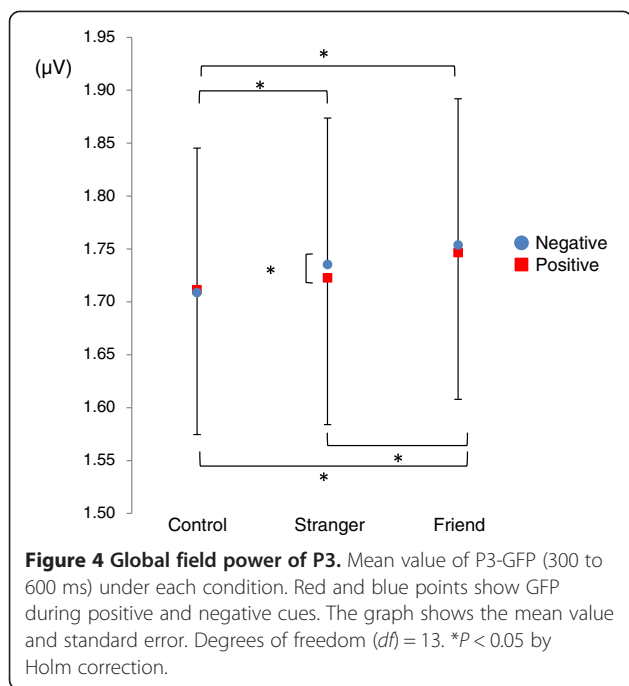 1.95
(µV)
*
1.90
*
1.85
1.80
Negative
1.75
Positive
*
1.70
1.65
1.60
*
1.55
*
1.50
Control Stranger Friend
Figure 4 Global field power of P3. Mean value of P3-GFP (300 to
600 ms) under each condition. Red and blue points show GFP
during positive and negative cues. The graph shows the mean value
and standard error. Degrees of freedom (df) = 13. *P < 0.05 by
Holm correction.